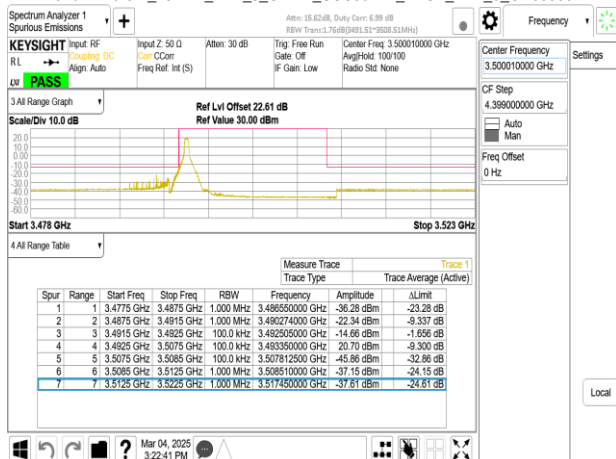 Spectrum Analyzer 1
Spurious Emissions
Attn: 15.62dB, Duty Corr: 6.99 dB
RBW Trans:1.76dB(3491.51~3508.51MHz)
Frequency
KEYSIGHT
Input: RF
Coupling: DC
Align: Auto
Input Z: 50 Ω
Corr CCorr
Freq Ref: Int (S)
Atten: 30 dB
Trig: Free Run
Gate: Off
IF Gain: Low
Center Freq: 3.500010000 GHz
Avg|Hold: 100/100
Radio Std: None
RL
LXI
PASS
Center Frequency
3.500010000 GHz
Settings
CF Step
4.399000000 GHz
Auto
Man
Freq Offset
0 Hz
3 All Range Graph
Scale/Div 10.0 dB
Ref Lvl Offset 22.61 dB
Ref Value 30.00 dBm
20.0
10.0
0.00
-10.0
-20.0
-30.0
-40.0
-50.0
-60.0
Start 3.478 GHz
Stop 3.523 GHz
4 All Range Table
Measure Trace Trace 1
Trace Type Trace Average (Active)
Spur Range Start Freq Stop Freq RBW Frequency Amplitude ΔLimit
1 1 3.4775 GHz 3.4875 GHz 1.000 MHz 3.486550000 GHz -36.28 dBm -23.28 dB
2 2 3.4875 GHz 3.4915 GHz 1.000 MHz 3.490274000 GHz -22.34 dBm -9.337 dB
3 3 3.4915 GHz 3.4925 GHz 100.0 kHz 3.492505000 GHz -14.66 dBm -1.656 dB
4 4 3.4925 GHz 3.5075 GHz 100.0 kHz 3.493350000 GHz 20.70 dBm -9.300 dB
5 5 3.5075 GHz 3.5085 GHz 100.0 kHz 3.507812500 GHz -45.86 dBm -32.86 dB
6 6 3.5085 GHz 3.5125 GHz 1.000 MHz 3.508510000 GHz -37.15 dBm -24.15 dB
7 7 3.5125 GHz 3.5225 GHz 1.000 MHz 3.517450000 GHz -37.61 dBm -24.61 dB
Local
Mar 04, 2025
3:22:41 PM